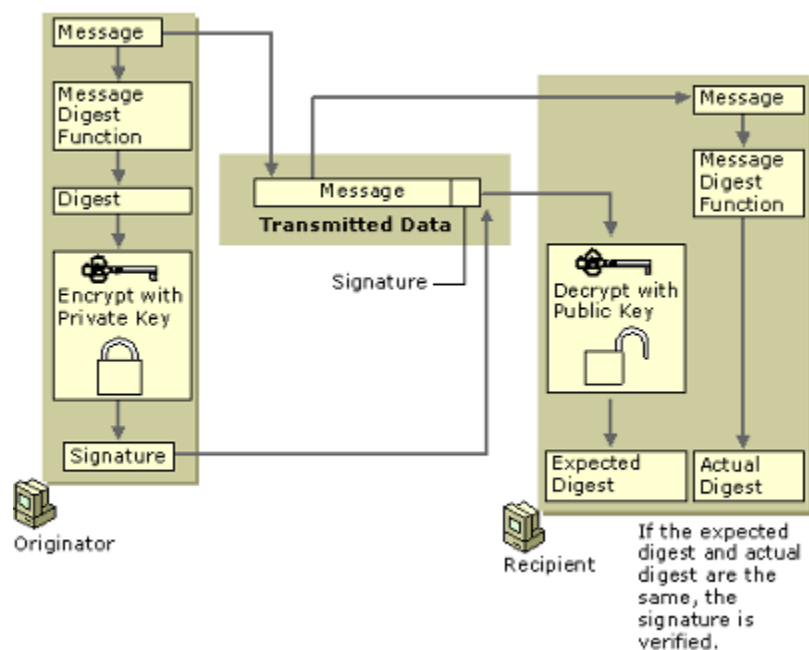 Message
Message
Digest
Function
Digest
Encrypt with
Private Key
Signature
Originator
Message
Transmitted Data
Signature
Message
Message
Digest
Function
Decrypt with
Public Key
Expected
Digest
Actual
Digest
Recipient
If the expected
digest and actual
digest are the
same, the
signature is
verified.